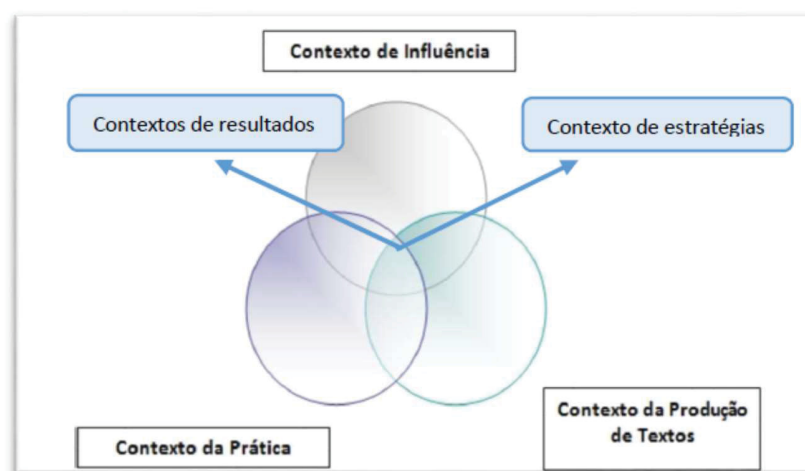 Contexto de Influência
Contextos de resultados
Contexto de estratégias
Contexto da Prática
Contexto da Produção
de Textos